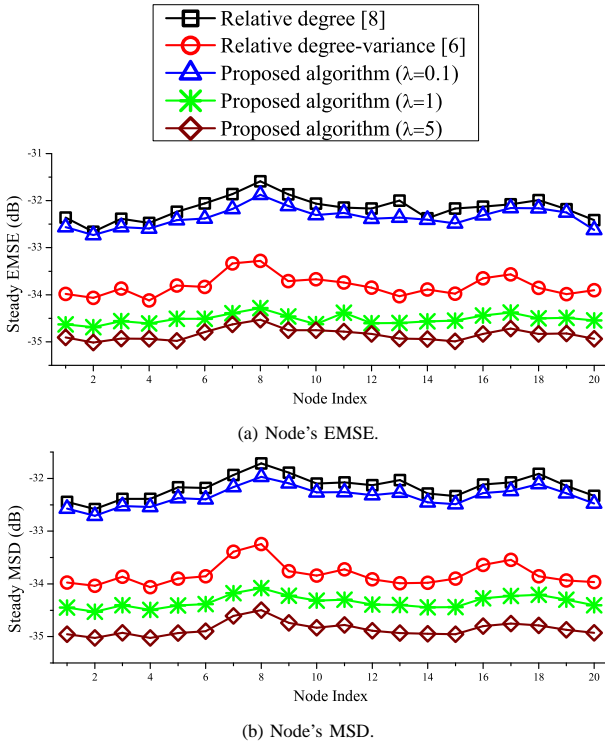 Relative degree [8]
Relative degree-variance [6]
Proposed algorithm (λ=0.1)
Proposed algorithm (λ=1)
Proposed algorithm (λ=5)
-31
-32
-33
-34
-35
Steady EMSE (dB)
2 4 6 8 10 12 14 16 18 20
Node Index
(a) Node's EMSE.
-32
-33
-34
-35
Steady MSD (dB)
2 4 6 8 10 12 14 16 18 20
Node Index
(b) Node's MSD.